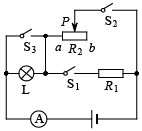 P S₂
S₃ a R₂ b
L S₁ R₁
A